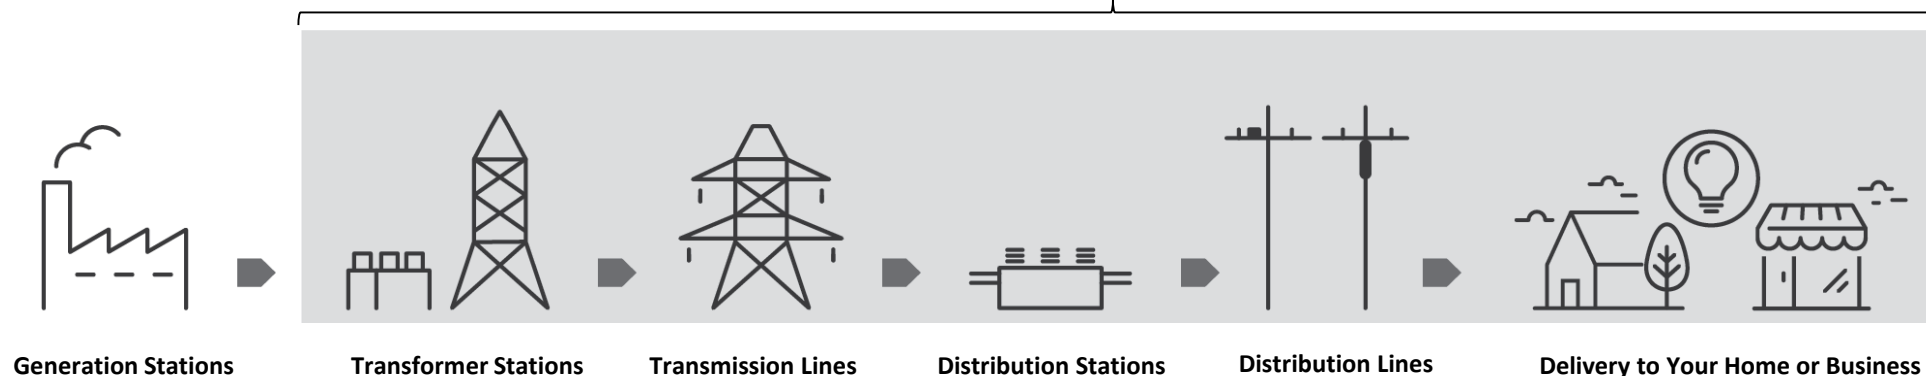 Generation Stations
Transformer Stations
Transmission Lines
Distribution Stations
Distribution Lines
Delivery to Your Home or Business